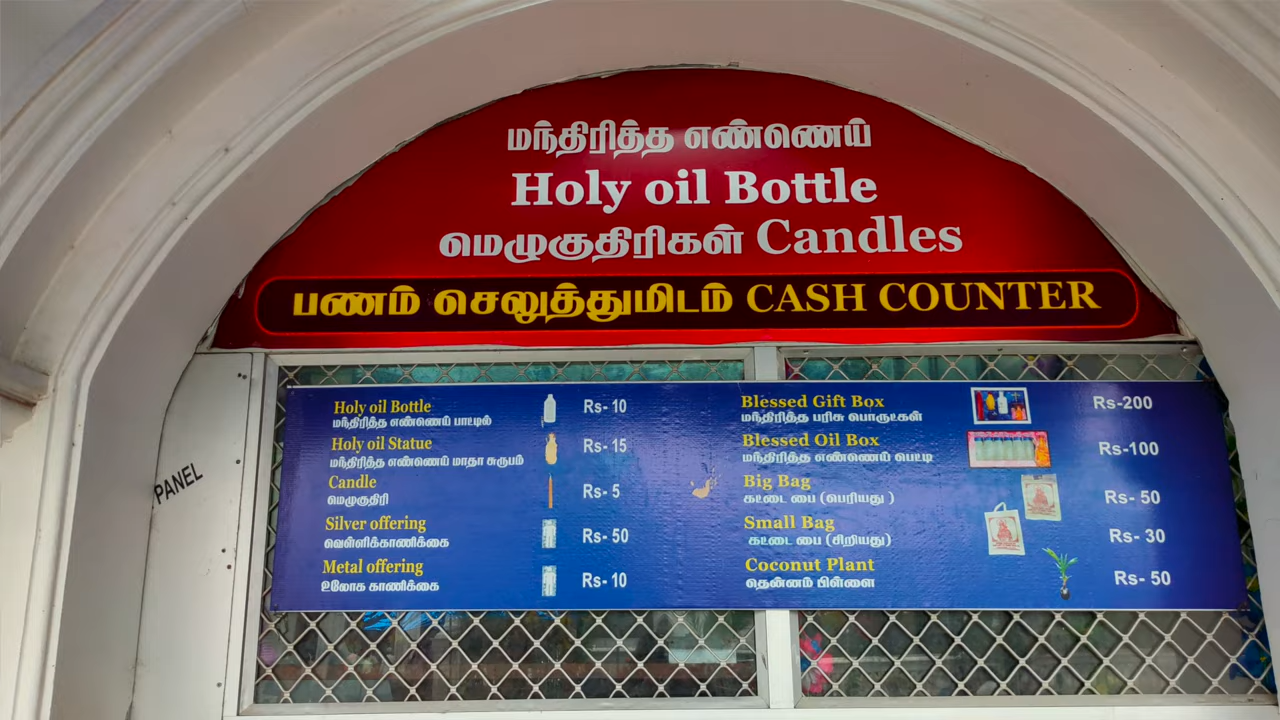 மந்திரித்த எண்ணெய்
Holy oil Bottle
மெழுகுதிரிகள் Candles
பணம் செலுத்துமிடம் CASH COUNTER
PANEL
Holy oil Bottle Rs- 10
மந்திரித்த எண்ணெய் பாட்டில்
Holy oil Statue Rs- 15
மந்திரித்த எண்ணெய் மாதா சுருபம்
Candle Rs- 5
மெழுகுதிரி
Silver offering Rs- 50
வெள்ளிக்காணிக்கை
Metal offering Rs- 10
உலோக காணிக்கை
Blessed Gift Box Rs-200
மந்திரித்த பரிசு பொருட்கள்
Blessed Oil Box Rs-100
மந்திரித்த எண்ணெய் பெட்டி
Big Bag Rs- 50
கட்டை பை (பெரியது )
Small Bag Rs- 30
கட்டை பை (சிறியது)
Coconut Plant Rs- 50
தென்னம் பிள்ளை